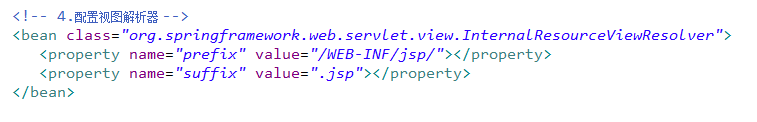 <!-- 4.配置视图解析器 -->
<bean class="org.springframework.web.servlet.view.InternalResourceViewResolver">
<property name="prefix" value="/WEB-INF/jsp/"></property>
<property name="suffix" value=".jsp"></property>
</bean>